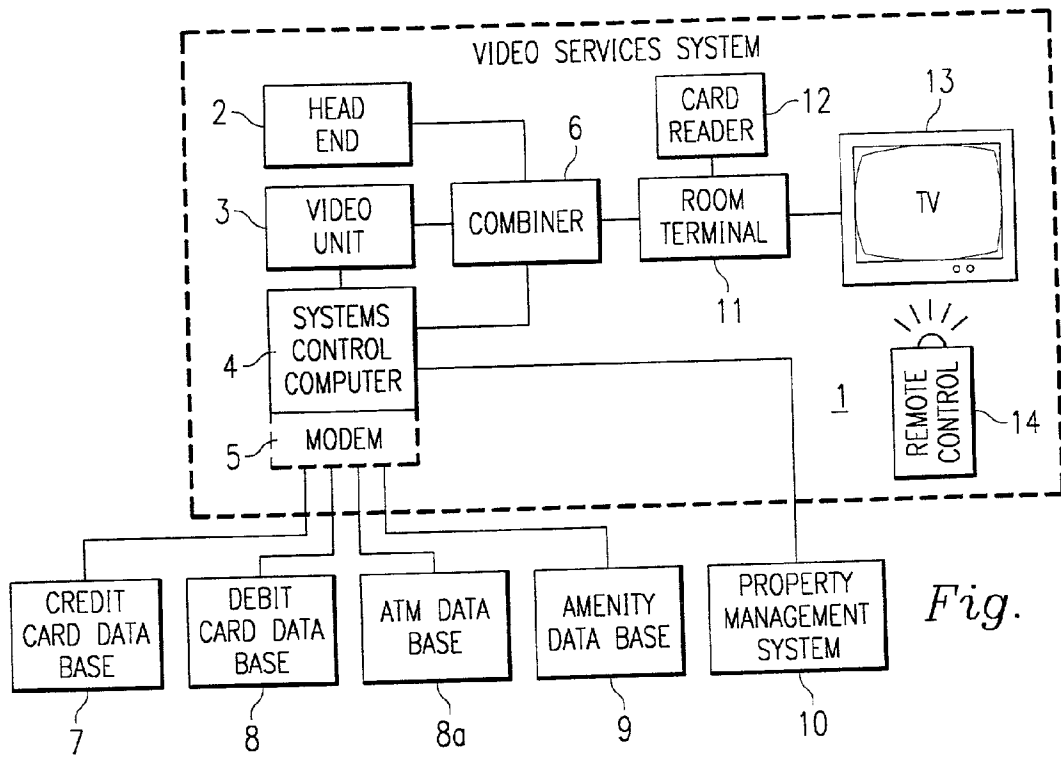 VIDEO SERVICES SYSTEM
2
HEAD
END
6
CARD
READER
12
13
3
VIDEO
UNIT
COMBINER
ROOM
TERMINAL
11
TV
4
SYSTEMS
CONTROL
COMPUTER
5
MODEM
1
REMOTE
CONTROL
14
CREDIT
CARD DATA
BASE
7
DEBIT
CARD DATA
BASE
8
ATM DATA
BASE
8a
AMENITY
DATA BASE
9
PROPERTY
MANAGEMENT
SYSTEM
10
Fig.